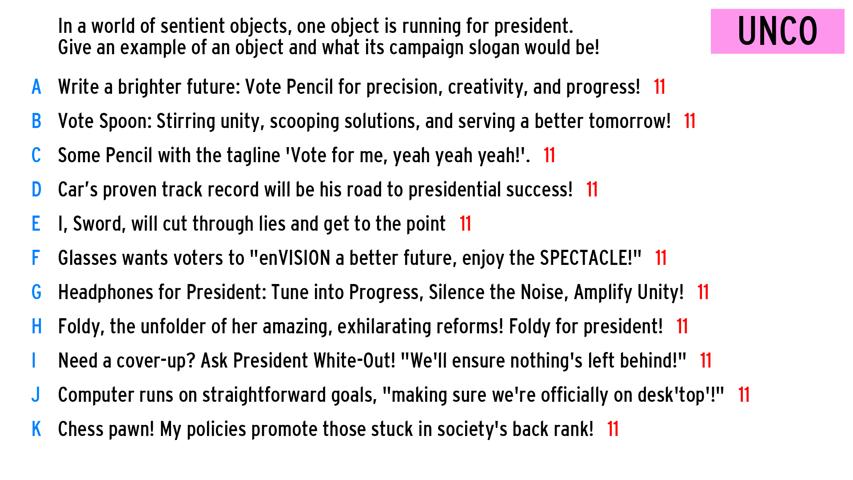 In a world of sentient objects, one object is running for president.
Give an example of an object and what its campaign slogan would be!
UNCO
A Write a brighter future: Vote Pencil for precision, creativity, and progress! 11
B Vote Spoon: Stirring unity, scooping solutions, and serving a better tomorrow! 11
C Some Pencil with the tagline 'Vote for me, yeah yeah yeah!'. 11
D Car's proven track record will be his road to presidential success! 11
E I, Sword, will cut through lies and get to the point 11
F Glasses wants voters to "enVISION a better future, enjoy the SPECTACLE!" 11
G Headphones for President: Tune into Progress, Silence the Noise, Amplify Unity! 11
H Foldy, the unfolder of her amazing, exhilarating reforms! Foldy for president! 11
I Need a cover-up? Ask President White-Out! "We'll ensure nothing's left behind!" 11
J Computer runs on straightforward goals, "making sure we're officially on desk'top'!" 11
K Chess pawn! My policies promote those stuck in society's back rank! 11